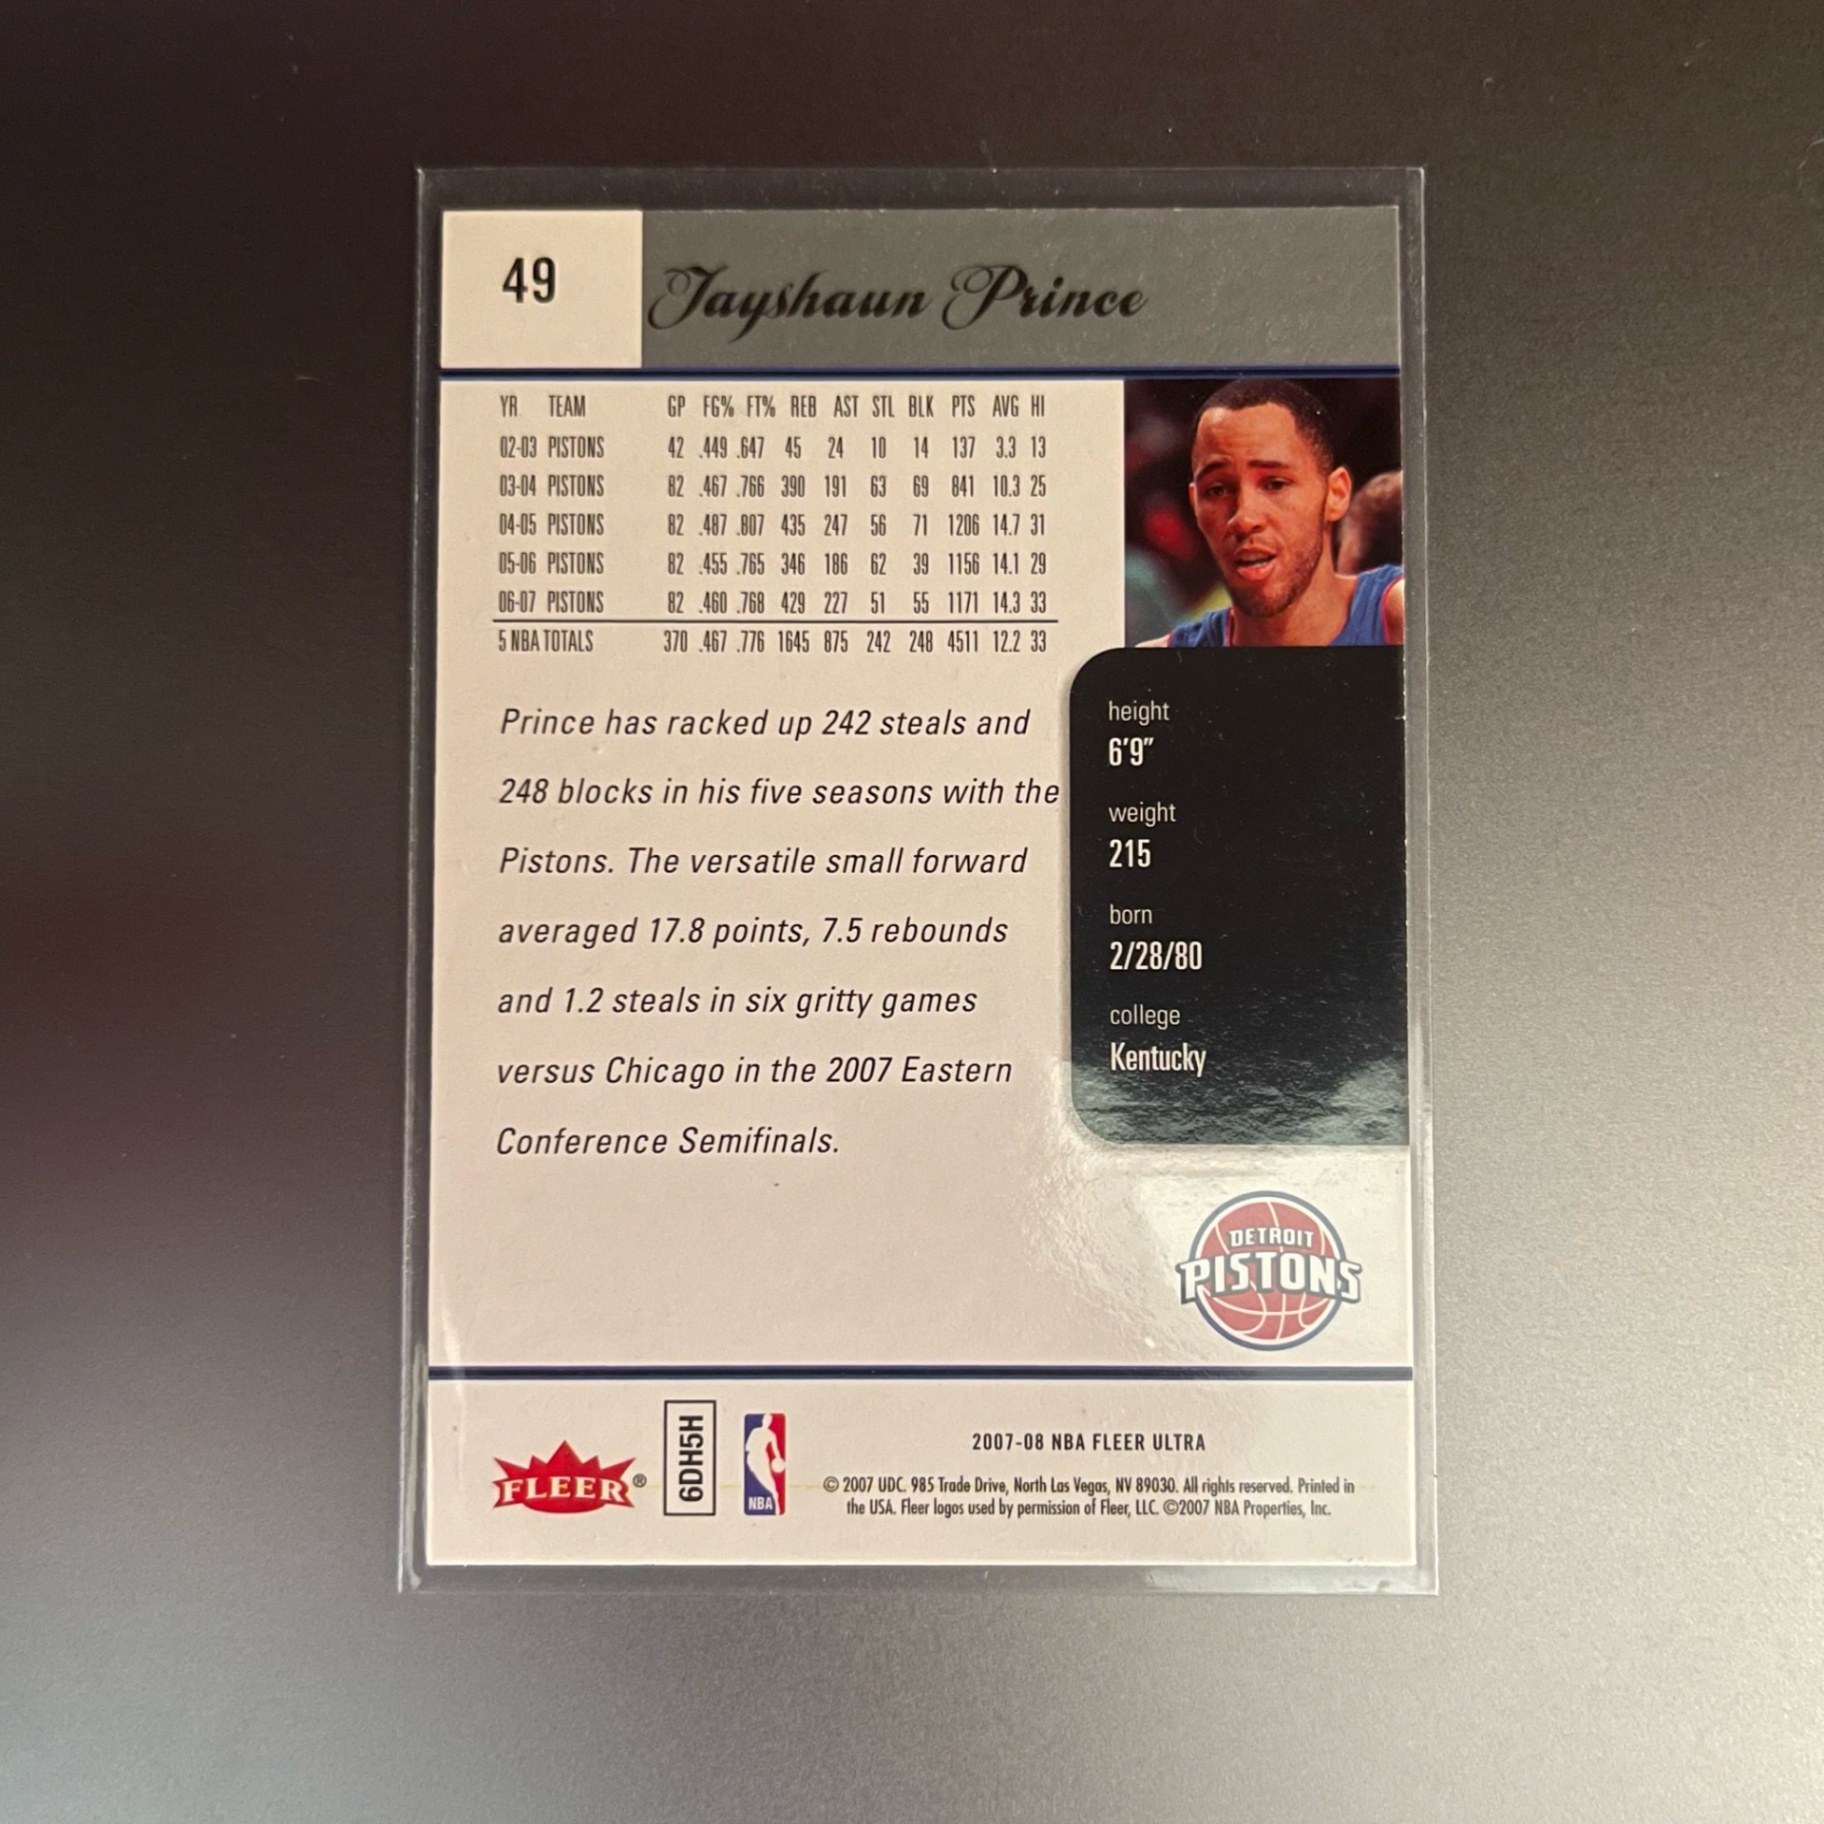 49
Tayshaun Prince
YR TEAM GP FG% FT% REB AST STL BLK PTS AVG HI
02-03 PISTONS 42 .449 .647 45 24 10 14 137 3.3 13
03-04 PISTONS 82 .467 .766 390 191 63 69 841 10.3 25
04-05 PISTONS 82 .487 .807 435 247 56 71 1206 14.7 31
05-06 PISTONS 82 .455 .765 346 186 62 39 1156 14.1 29
06-07 PISTONS 82 .460 .768 429 227 51 55 1171 14.3 33
5 NBA TOTALS 370 .467 .776 1645 875 242 248 4511 12.2 33
Prince has racked up 242 steals and
248 blocks in his five seasons with the
Pistons. The versatile small forward
averaged 17.8 points, 7.5 rebounds
and 1.2 steals in six gritty games
versus Chicago in the 2007 Eastern
Conference Semifinals.
height
6'9"
weight
215
born
2/28/80
college
Kentucky
DETROIT
PISTONS
FLEER®
6DH5H
NBA
2007-08 NBA FLEER ULTRA
© 2007 UDC. 985 Trade Drive, North Las Vegas, NV 89030. All rights reserved. Printed in
the USA. Fleer logos used by permission of Fleer, LLC. ©2007 NBA Properties, Inc.